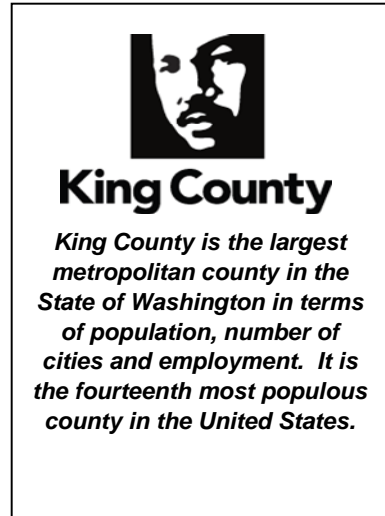 King County
King County is the largest
metropolitan county in the
State of Washington in terms
of population, number of
cities and employment.  It is
the fourteenth most populous
county in the United States.